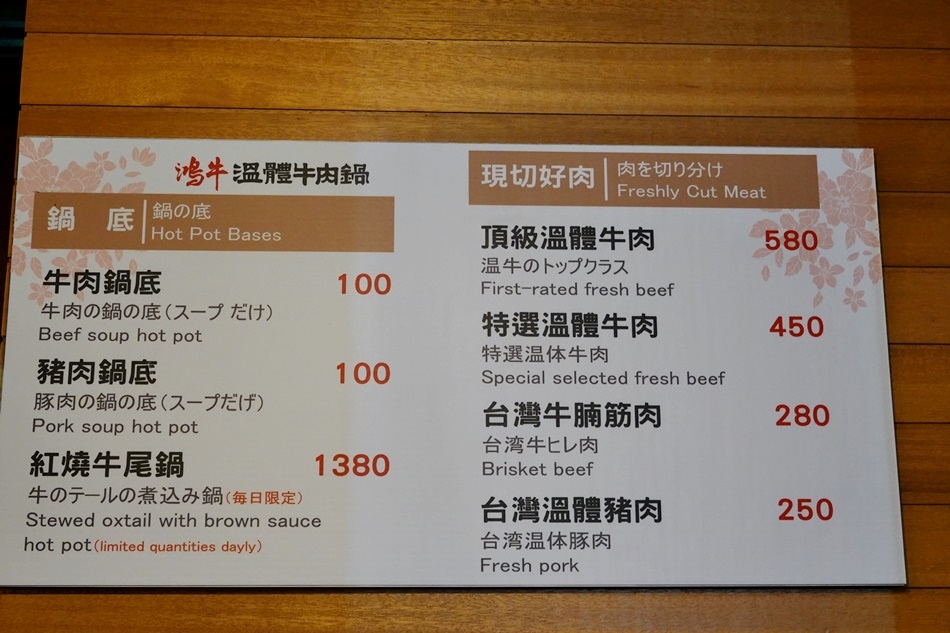 鴻牛溫體牛肉鍋
鍋 底
鍋の底
Hot Pot Bases
牛肉鍋底 100
牛肉の鍋の底(スープ だけ)
Beef soup hot pot
豬肉鍋底 100
豚肉の鍋の底(スープだげ)
Pork soup hot pot
紅燒牛尾鍋 1380
牛のテールの煮込み鍋(毎日限定)
Stewed oxtail with brown sauce
hot pot(limited quantities dayly)
現切好肉
肉を切り分け
Freshly Cut Meat
頂級溫體牛肉 580
温牛のトップクラス
First-rated fresh beef
特選溫體牛肉 450
特選温体牛肉
Special selected fresh beef
台灣牛腩筋肉 280
台湾牛ヒレ肉
Brisket beef
台灣溫體豬肉 250
台湾温体豚肉
Fresh pork